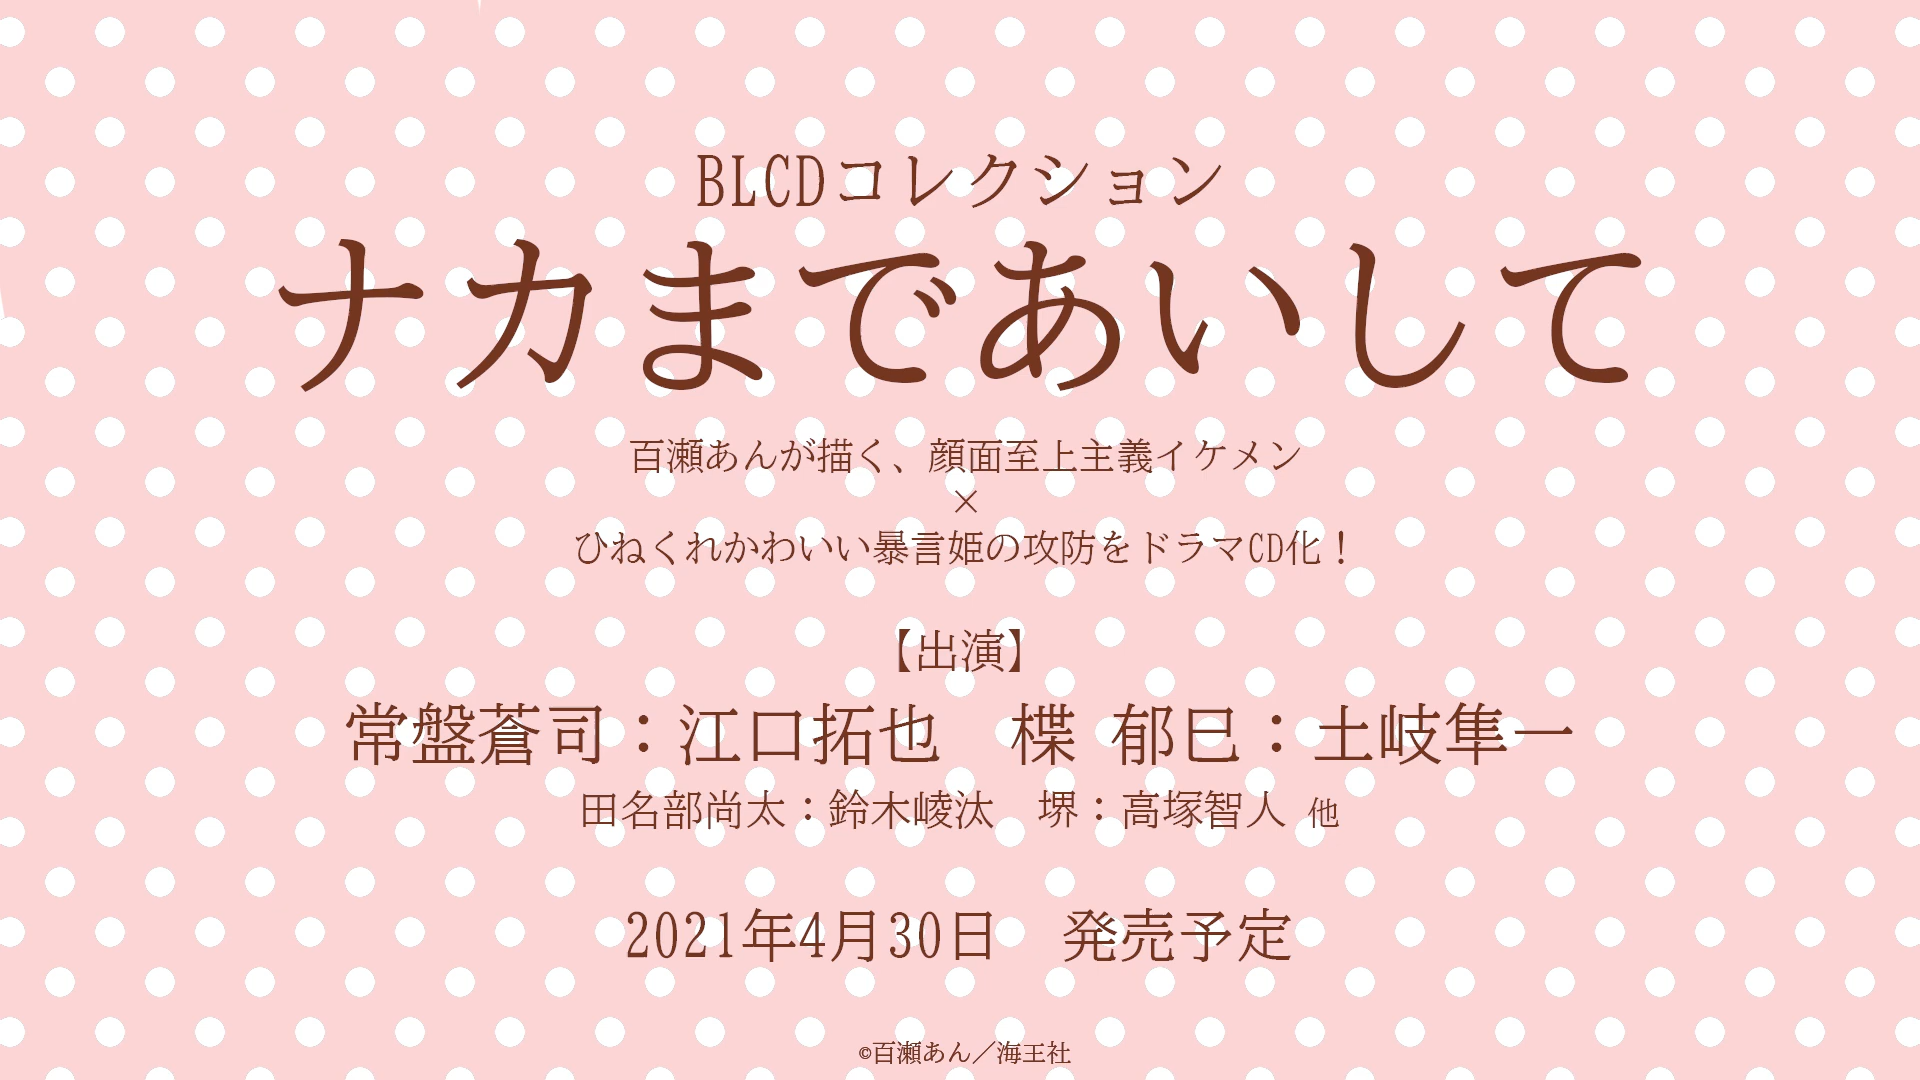 BLCDコレクション
ナカまであいして
百瀬あんが描く、顔面至上主義イケメン
×
ひねくれかわいい暴言姫の攻防をドラマCD化！
【出演】
常盤蒼司：江口拓也　楪 郁巳：土岐隼一
田名部尚太：鈴木崚汰　堺：高塚智人 他
2021年4月30日　発売予定
©百瀬あん／海王社